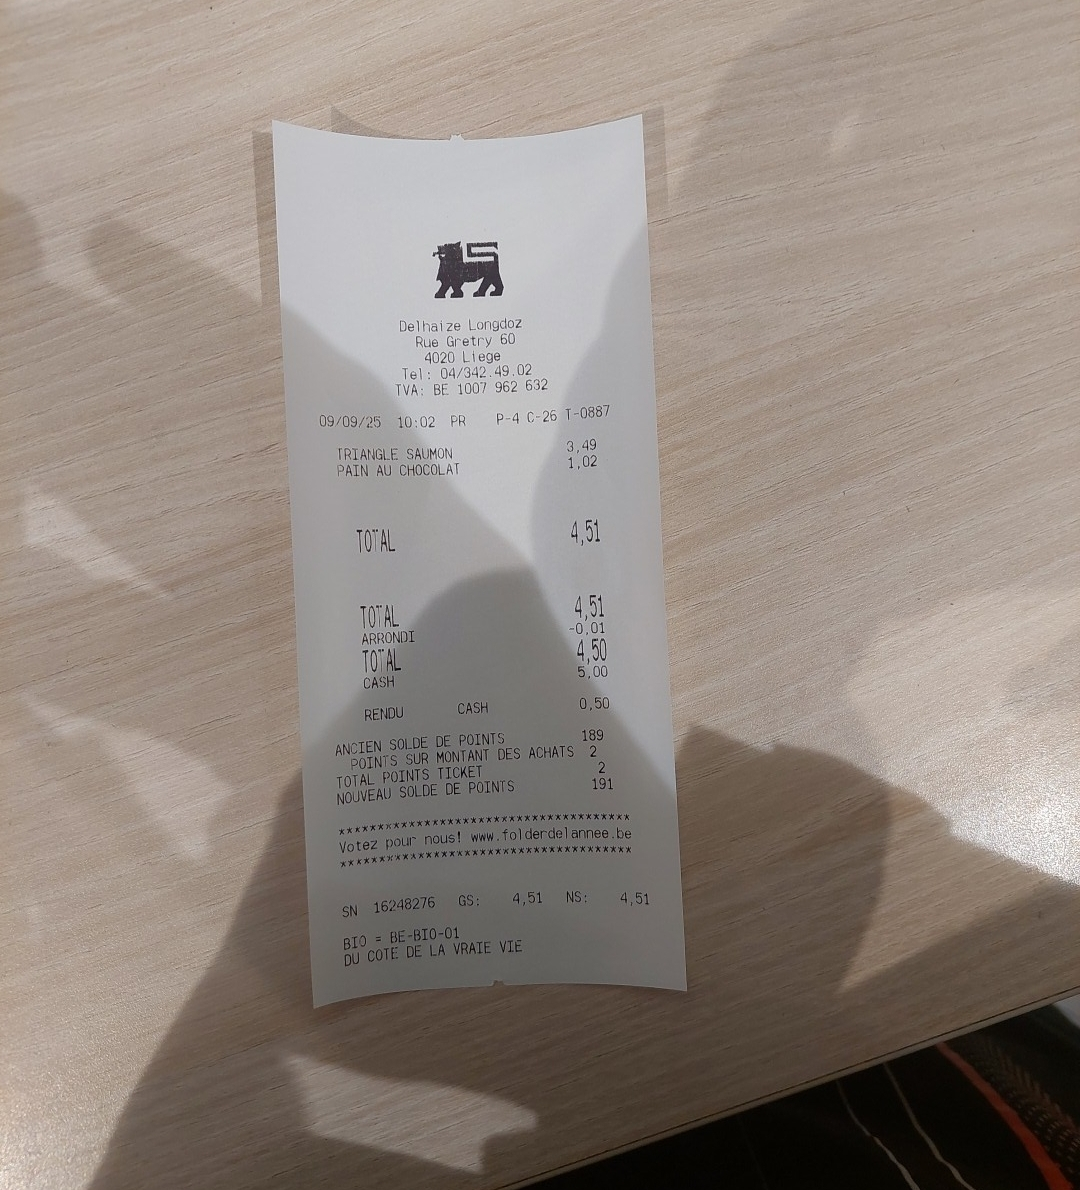 Delhaize Longdoz
Rue Gretry 60
4020 Liege
Tel: 04/342.49.02
TVA: BE 1007 962 632
09/09/25 10:02 PR P-4 C-26 T-0887
TRIANGLE SAUMON 3,49
PAIN AU CHOCOLAT 1,02
TOTAL 4,51
TOTAL 4,51
ARRONDI -0,01
TOTAL 4,50
CASH 5,00
RENDU CASH 0,50
ANCIEN SOLDE DE POINTS 189
POINTS SUR MONTANT DES ACHATS 2
TOTAL POINTS TICKET 2
NOUVEAU SOLDE DE POINTS 191
**************************************
Votez pour nous! www.folderdelannee.be
**************************************
SN 16248276 GS: 4,51 NS: 4,51
BIO = BE-BIO-01
DU COTE DE LA VRAIE VIE